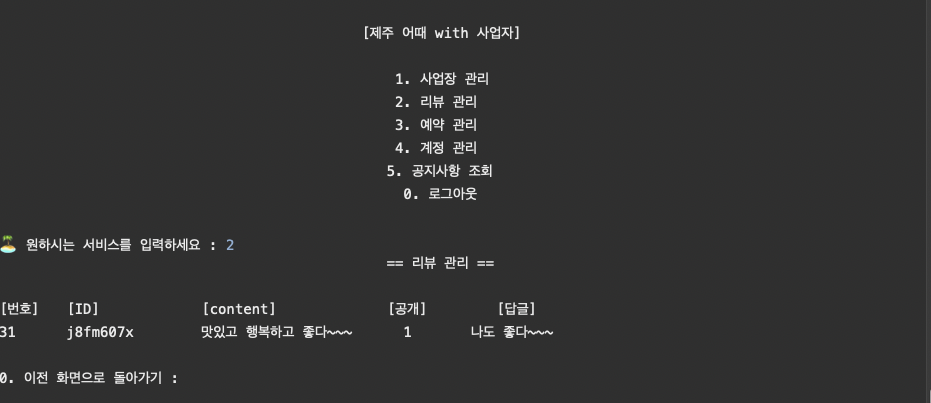 [제주 어때 with 사업자]
1. 사업장 관리
2. 리뷰 관리
3. 예약 관리
4. 계정 관리
5. 공지사항 조회
0. 로그아웃
🏝️ 원하시는 서비스를 입력하세요 : 2
== 리뷰 관리 ==
[번호] [ID] [content] [공개] [답글]
31 j8fm607x 맛있고 행복하고 좋다~~~ 1 나도 좋다~~~
0. 이전 화면으로 돌아가기 :